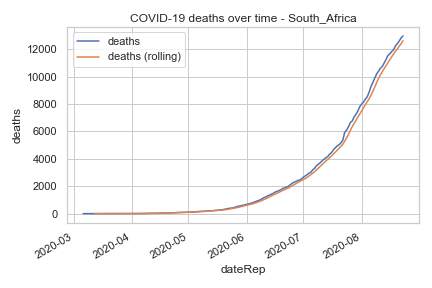 COVID-19 deaths over time - South_Africa
deaths
deaths (rolling)
deaths
12000
10000
8000
6000
4000
2000
0
2020-03
2020-04
2020-05
2020-06
2020-07
2020-08
dateRep